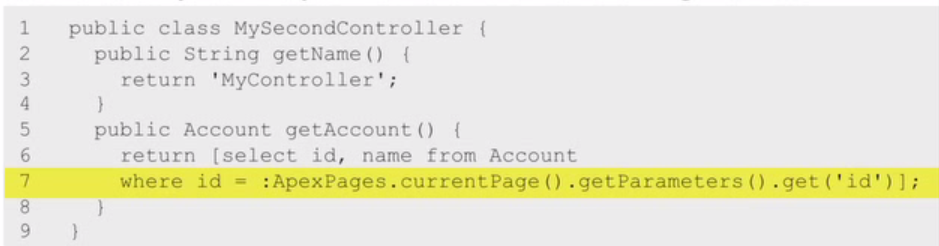 1 public class MySecondController {
2 public String getName() {
3 return 'MyController';
4 }
5 public Account getAccount() {
6 return [select id, name from Account
7 where id = :ApexPages.currentPage().getParameters().get('id')];
8 }
9 }